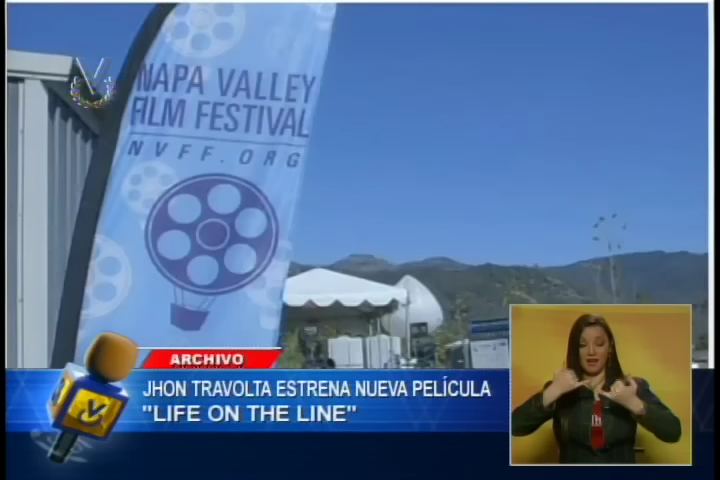 NAPA VALLEY
FILM FESTIVAL
NVFF.ORG
ARCHIVO
JHON TRAVOLTA ESTRENA NUEVA PELÍCULA
"LIFE ON THE LINE"